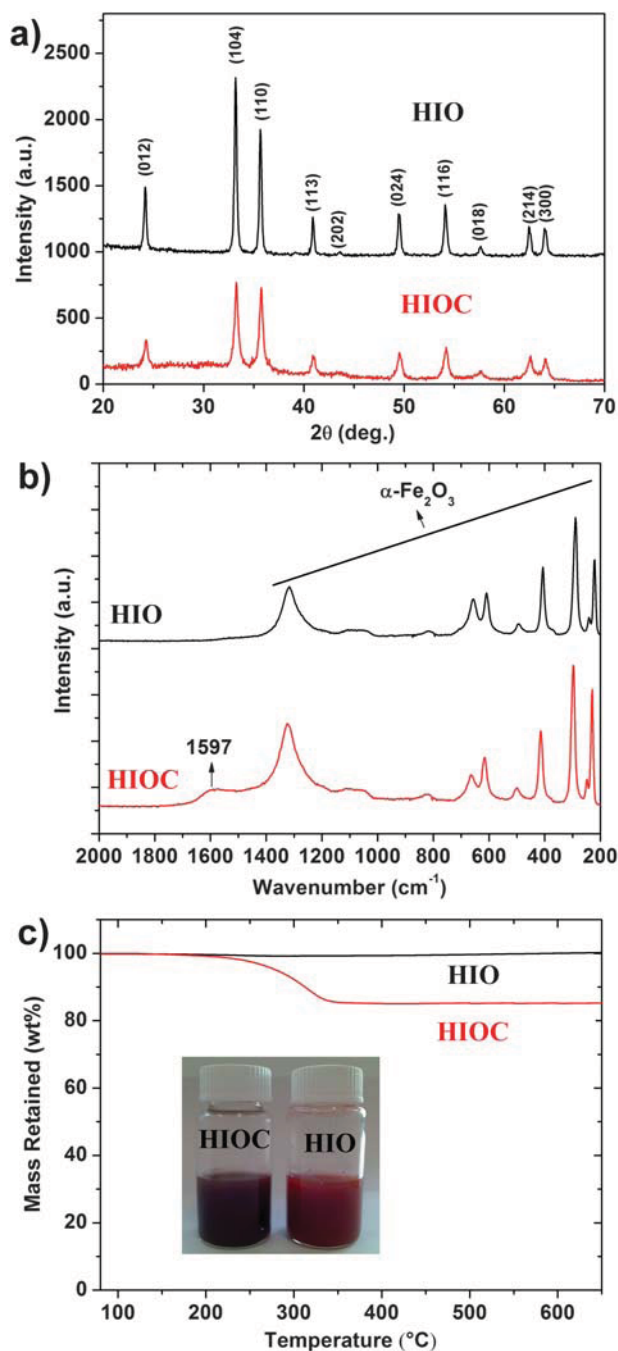 a)
2500
2000
1500
1000
500
0
Intensity (a.u.)
(012)
(104)
(110)
(113)
(202)
(024)
(116)
(018)
(214)
(300)
HIO
HIOC
20 30 40 50 60 70
2θ (deg.)
b)
α-Fe₂O₃
Intensity (a.u.)
HIO
1597
HIOC
2000 1800 1600 1400 1200 1000 800 600 400 200
Wavenumber (cm⁻¹)
c)
100
80
60
40
30
20
10
0
Mass Retained (wt%)
HIO
HIOC
HIOC HIO
100 200 300 400 500 600
Temperature (°C)